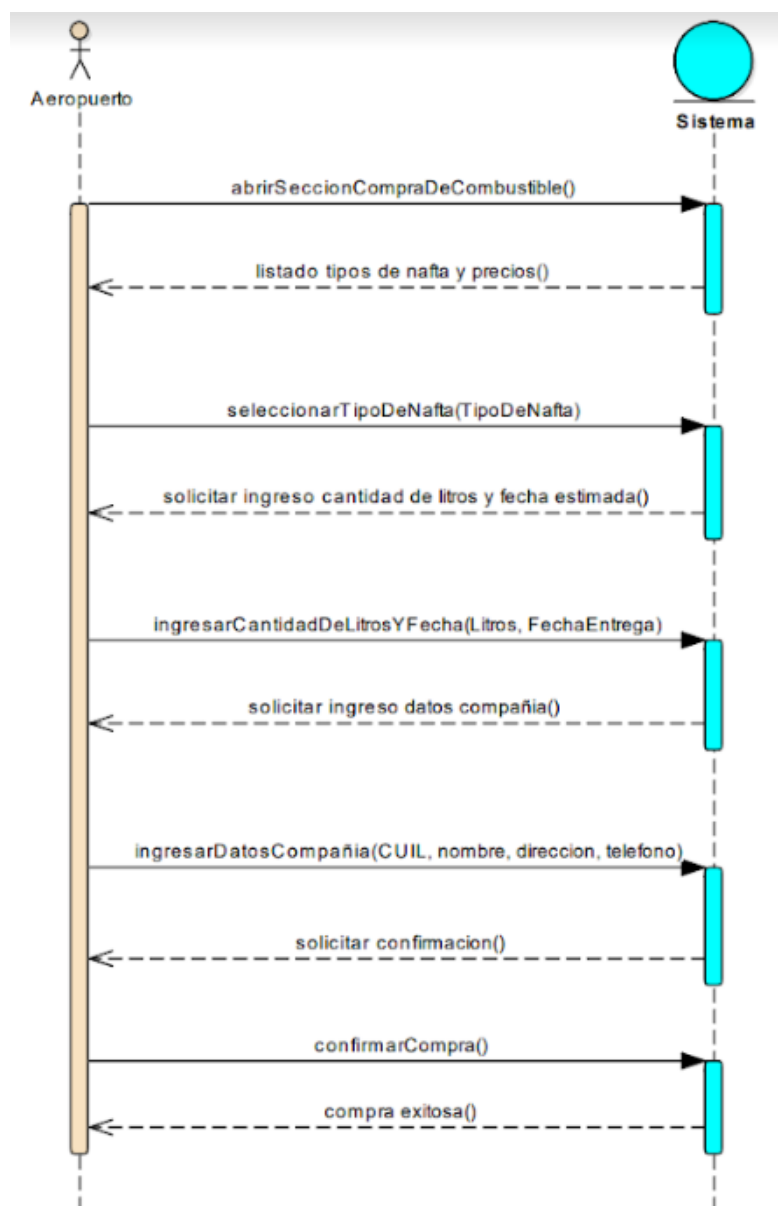 Aeropuerto
Sistema
abrirSeccionCompraDeCombustible()
listado tipos de nafta y precios()
seleccionarTipoDeNafta(TipoDeNafta)
solicitar ingreso cantidad de litros y fecha estimada()
ingresarCantidadDeLitrosYFecha(Litros, FechaEntrega)
solicitar ingreso datos compañia()
ingresarDatosCompañia(CUIL, nombre, direccion, telefono)
solicitar confirmacion()
confirmarCompra()
compra exitosa()